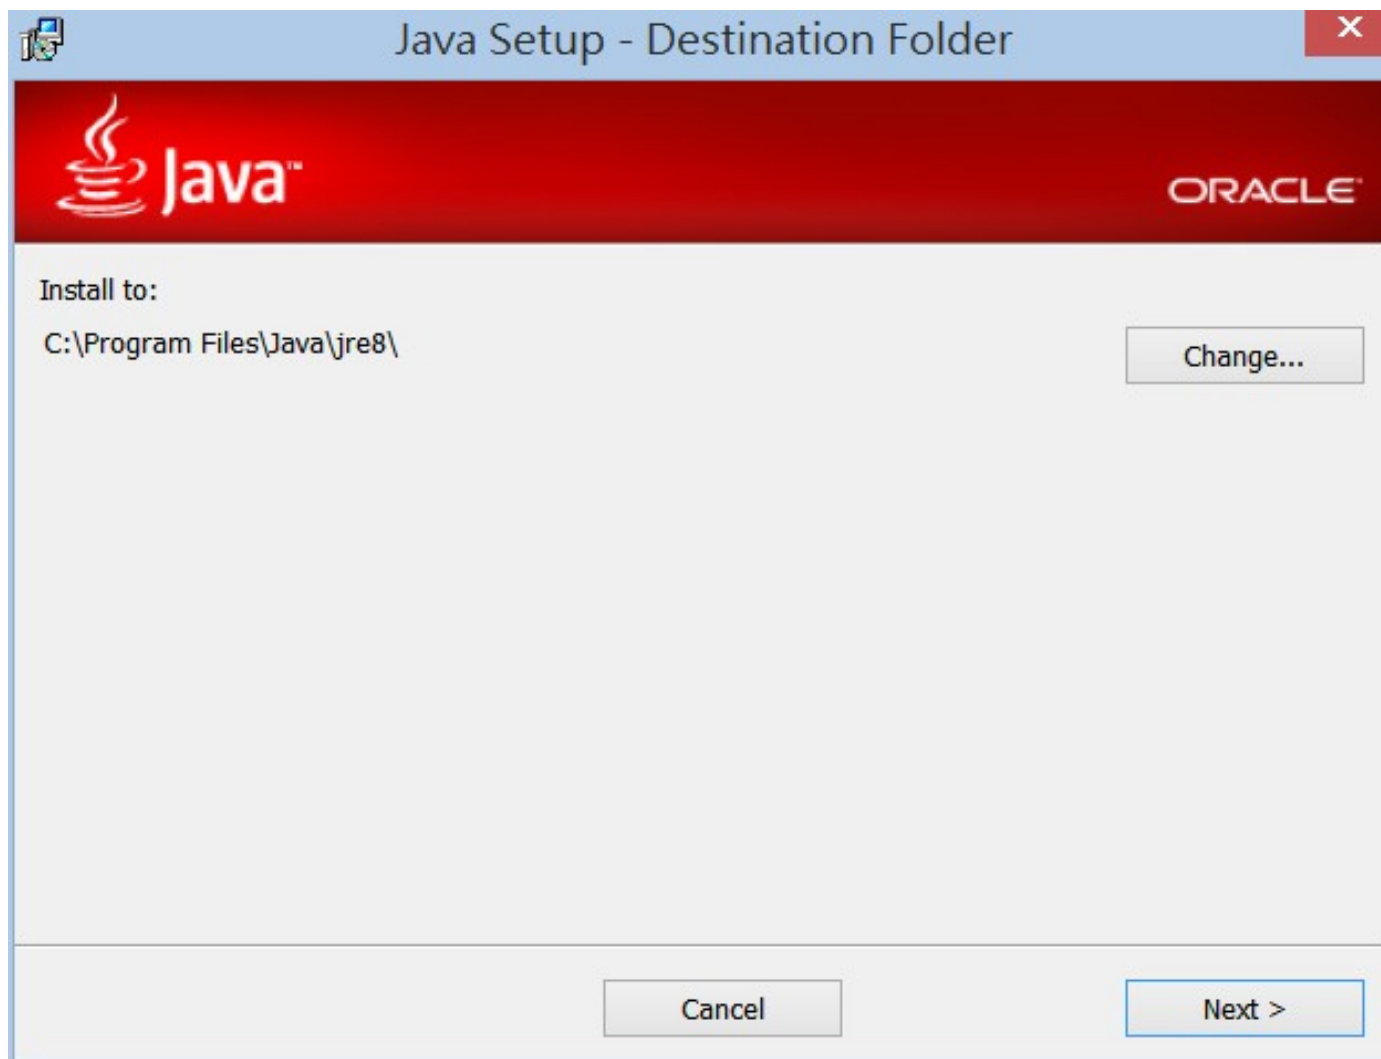 Java Setup - Destination Folder
Java™
ORACLE
Install to:
C:\Program Files\Java\jre8\
Change...
Cancel
Next >